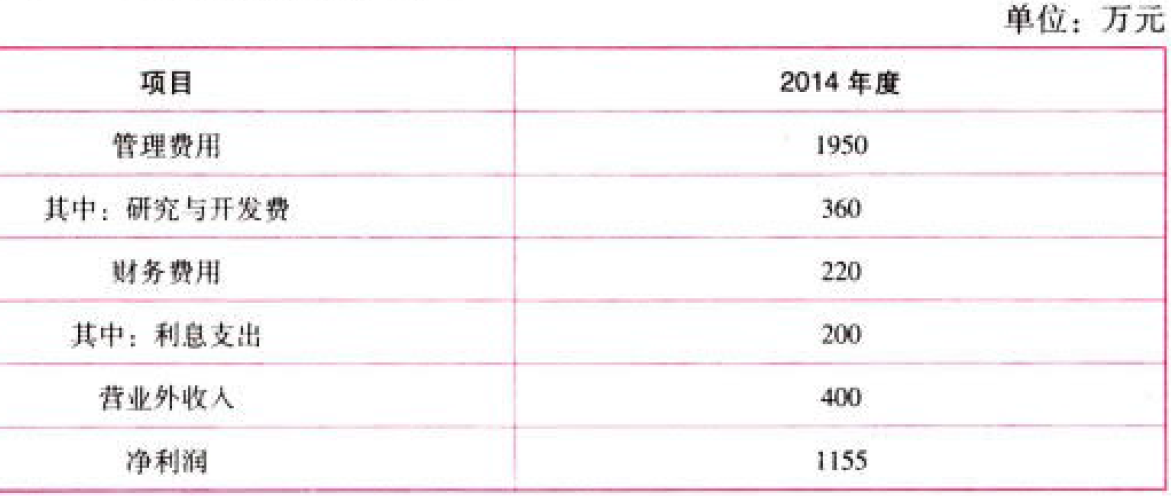 单位：万元
项目 2014 年度
管理费用 1950
其中：研究与开发费 360
财务费用 220
其中：利息支出 200
营业外收入 400
净利润 1155